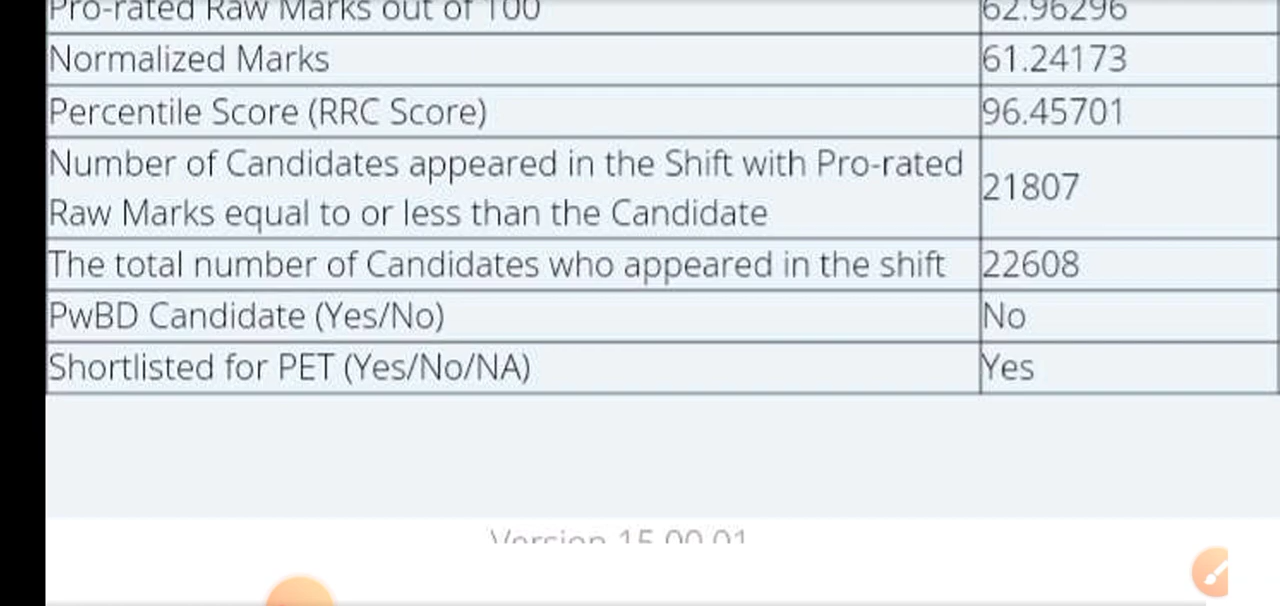 Pro-rated Raw Marks out of 100 62.96296
Normalized Marks 61.24173
Percentile Score (RRC Score) 96.45701
Number of Candidates appeared in the Shift with Pro-rated
Raw Marks equal to or less than the Candidate 21807
The total number of Candidates who appeared in the shift 22608
PwBD Candidate (Yes/No) No
Shortlisted for PET (Yes/No/NA) Yes
Version 15.00.01